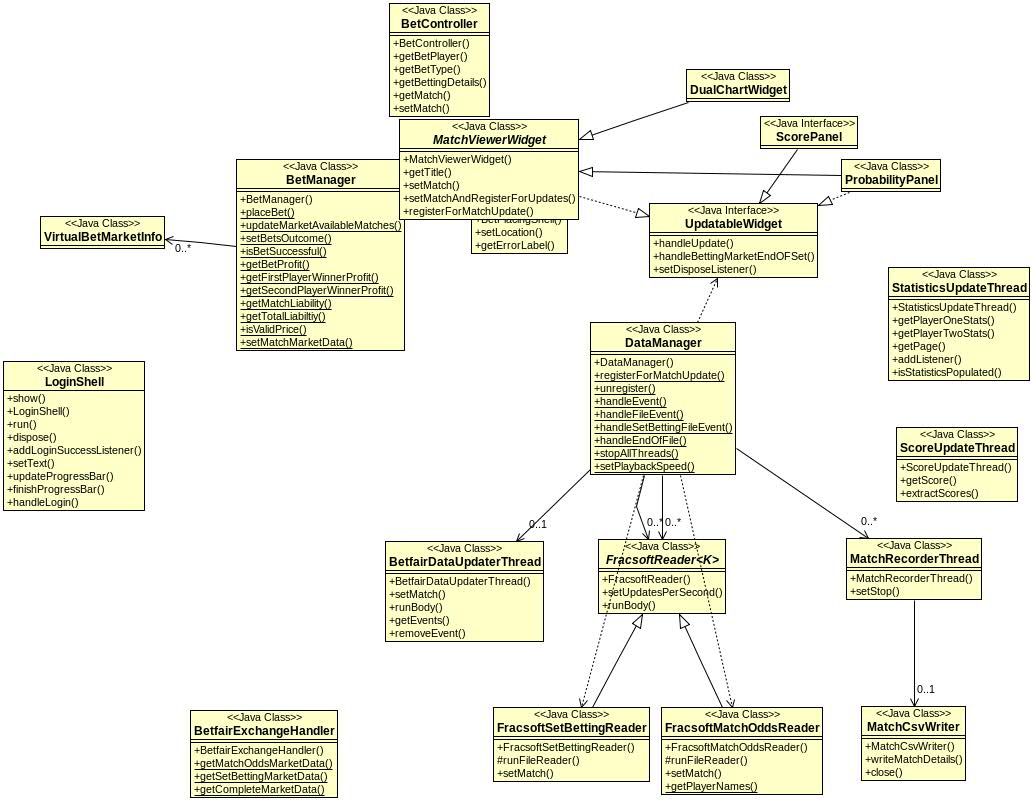 <<Java Class>>
BetController
+BetController()
+getBetPlayer()
+getBetType()
+getBettingDetails()
+getMatch()
+setMatch()
<<Java Class>>
DualChartWidget
<<Java Class>>
MatchViewerWidget
+MatchViewerWidget()
+getTitle()
+setMatch()
+setMatchAndRegisterForUpdates()
+registerForMatchUpdate()
<<Java Interface>>
ScorePanel
<<Java Class>>
ProbabilityPanel
<<Java Class>>
BetManager
+BetManager()
+placeBet()
+updateMarketAvailableMatches()
+setBetsOutcome()
+isBetSuccessful()
+getBetProfit()
+getFirstPlayerWinnerProfit()
+getSecondPlayerWinnerProfit()
+getMatchLiability()
+getTotalLiabiltiy()
+isValidPrice()
+setMatchMarketData()
+setLocation()
+getErrorLabel()
<<Java Class>>
VirtualBetMarketInfo
0..*
<<Java Interface>>
UpdatableWidget
+handleUpdate()
+handleBettingMarketEndOFSet()
+setDisposeListener()
<<Java Class>>
StatisticsUpdateThread
+StatisticsUpdateThread()
+getPlayerOneStats()
+getPlayerTwoStats()
+getPage()
+addListener()
+isStatisticsPopulated()
<<Java Class>>
DataManager
+DataManager()
+registerForMatchUpdate()
+unregister()
+handleEvent()
+handleFileEvent()
+handleSetBettingFileEvent()
+handleEndOfFile()
+stopAllThreads()
+setPlaybackSpeed()
<<Java Class>>
LoginShell
+show()
+LoginShell()
+run()
+dispose()
+addLoginSuccessListener()
+setText()
+updateProgressBar()
+finishProgressBar()
+handleLogin()
<<Java Class>>
ScoreUpdateThread
+ScoreUpdateThread()
+getScore()
+extractScores()
0..1
0..*
0..*
0..*
<<Java Class>>
BetfairDataUpdaterThread
+BetfairDataUpdaterThread()
+setMatch()
+runBody()
+getEvents()
+removeEvent()
<<Java Class>>
FracsoftReader<K>
+FracsoftReader()
+setUpdatesPerSecond()
+runBody()
<<Java Class>>
MatchRecorderThread
+MatchRecorderThread()
+setStop()
0..1
<<Java Class>>
BetfairExchangeHandler
+BetfairExchangeHandler()
+getMatchOddsMarketData()
+getSetBettingMarketData()
+getCompleteMarketData()
<<Java Class>>
FracsoftSetBettingReader
+FracsoftSetBettingReader()
#runFileReader()
+setMatch()
<<Java Class>>
FracsoftMatchOddsReader
+FracsoftMatchOddsReader()
#runFileReader()
+setMatch()
+getPlayerNames()
<<Java Class>>
MatchCsvWriter
+MatchCsvWriter()
+writeMatchDetails()
+close()